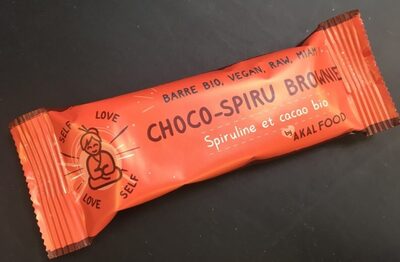 BARRE BIO, VEGAN, RAW, MIAM
CHOCO-SPIRU BROWNIE
Spiruline et cacao bio
by AKAL FOOD
SELF
LOVE
LOVE
SELF